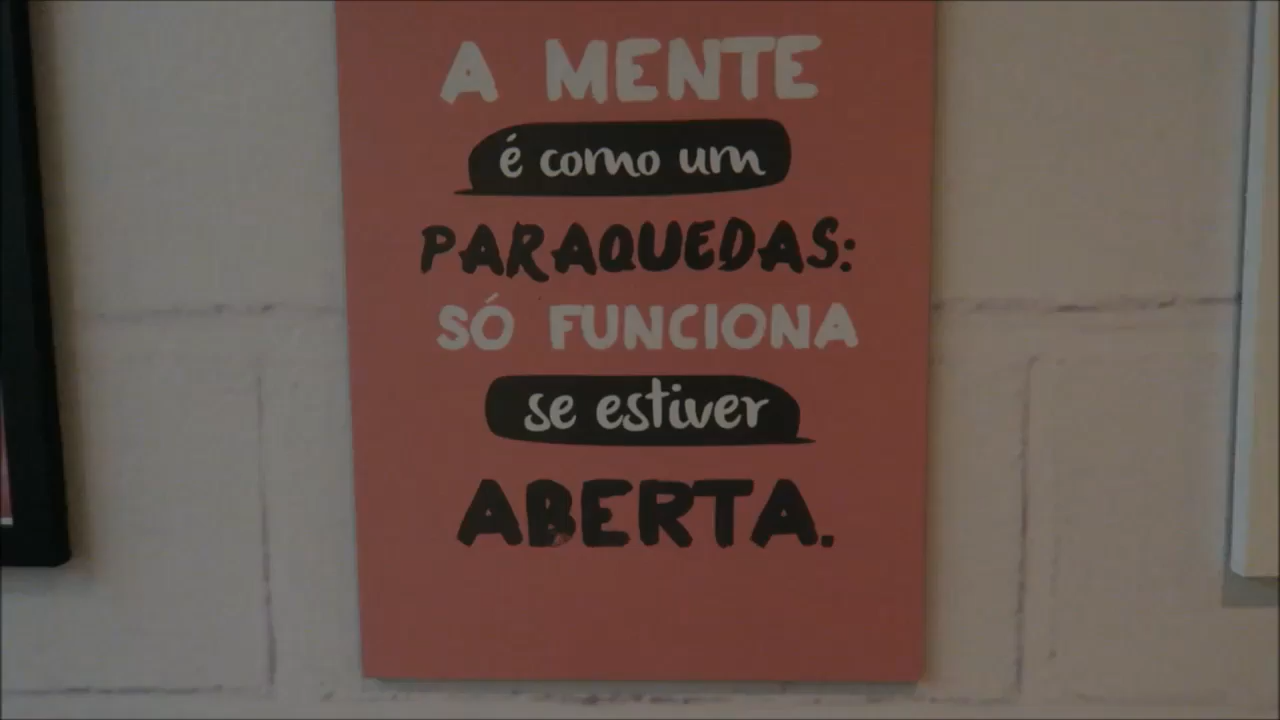 A MENTE
é como um
PARAQUEDAS:
SÓ FUNCIONA
se estiver
ABERTA.